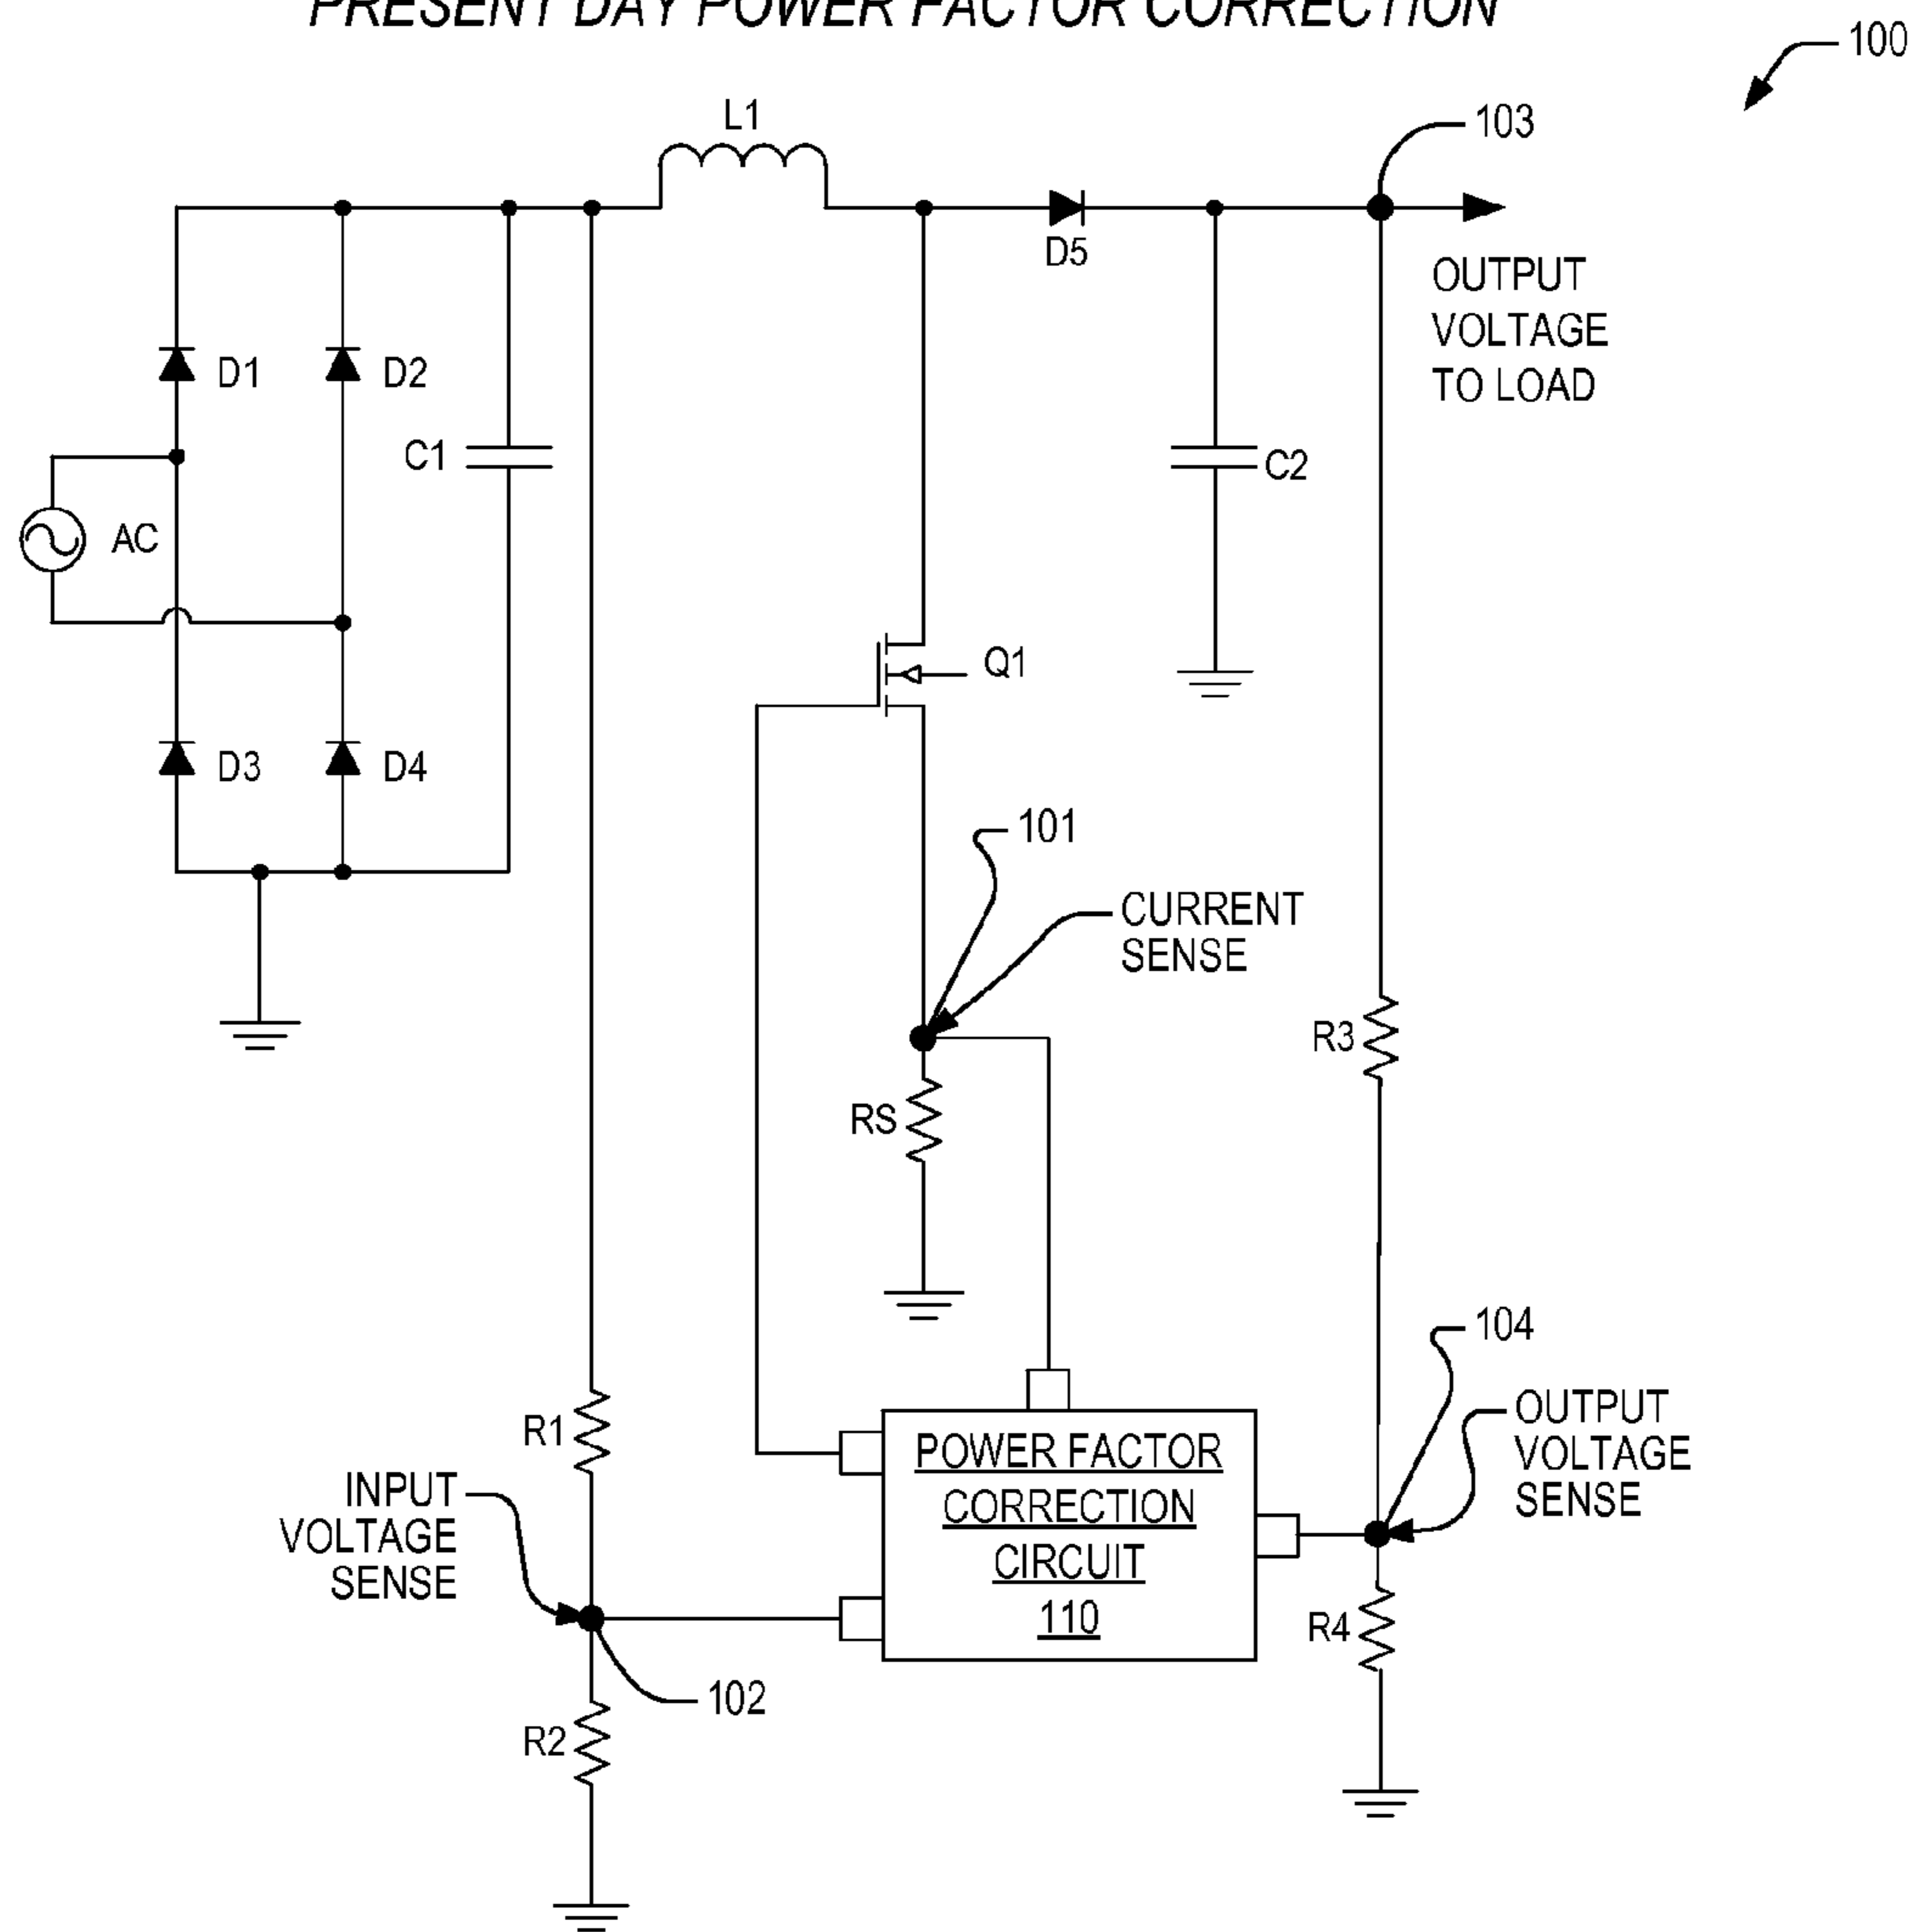 PRESENT DAY POWER FACTOR CORRECTION
100
L1
103
D5
OUTPUT
VOLTAGE
TO LOAD
D1
D2
C1
C2
AC
Q1
D3
D4
101
CURRENT
SENSE
R3
RS
104
R1
POWER FACTOR
CORRECTION
CIRCUIT
110
OUTPUT
VOLTAGE
SENSE
INPUT
VOLTAGE
SENSE
R4
102
R2